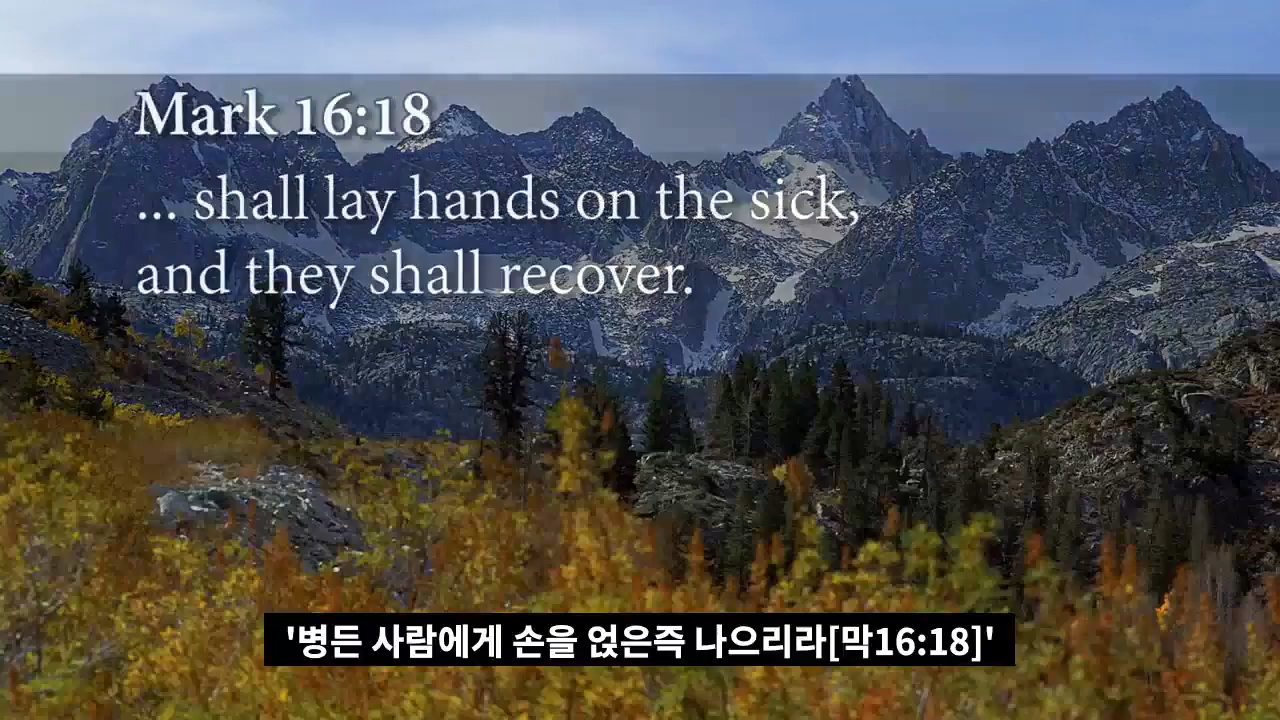 Mark 16:18
... shall lay hands on the sick,
and they shall recover.
'병든 사람에게 손을 얹은즉 나으리라[막16:18]'